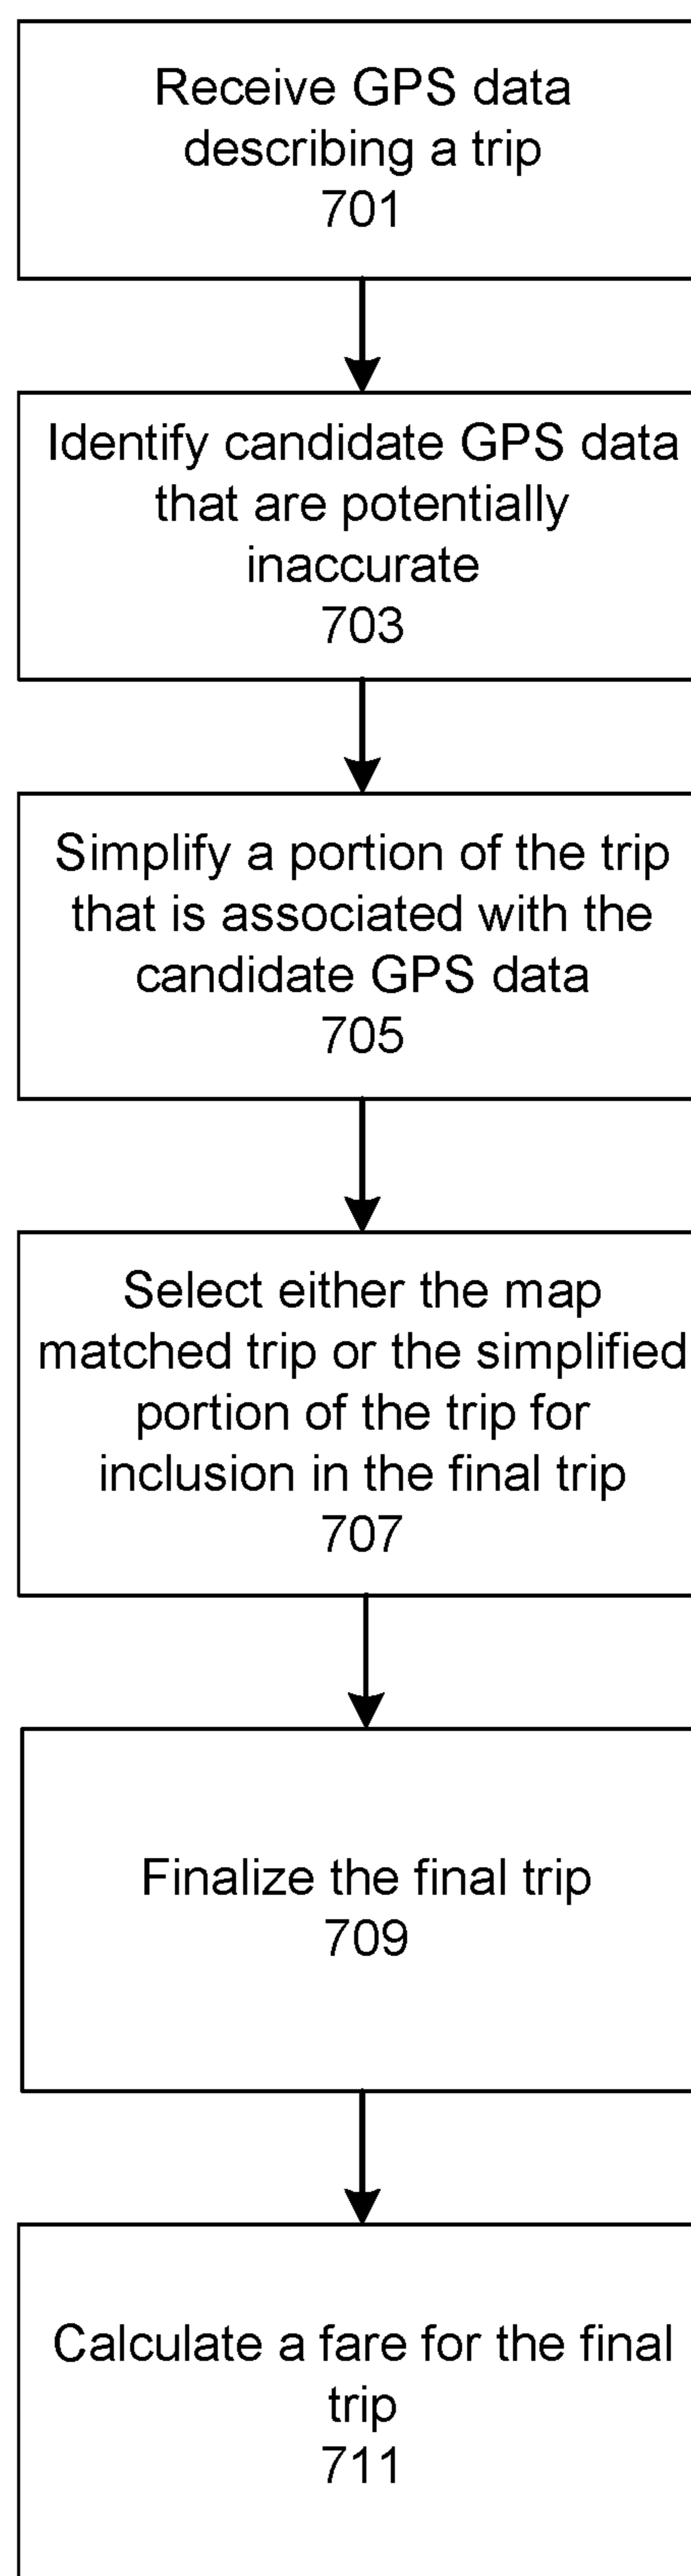 Receive GPS data
describing a trip
701
Identify candidate GPS data
that are potentially
inaccurate
703
Simplify a portion of the trip
that is associated with the
candidate GPS data
705
Select either the map
matched trip or the simplified
portion of the trip for
inclusion in the final trip
707
Finalize the final trip
709
Calculate a fare for the final
trip
711